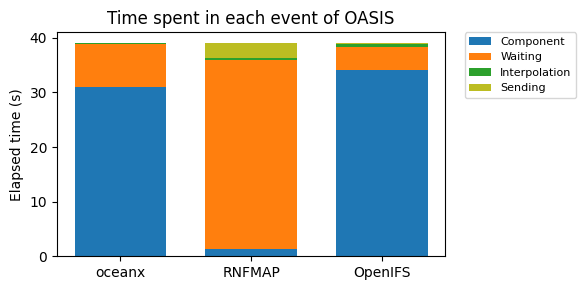 Time spent in each event of OASIS
Elapsed time (s)
40
30
20
10
0
oceanx RNFMAP OpenIFS
Component
Waiting
Interpolation
Sending